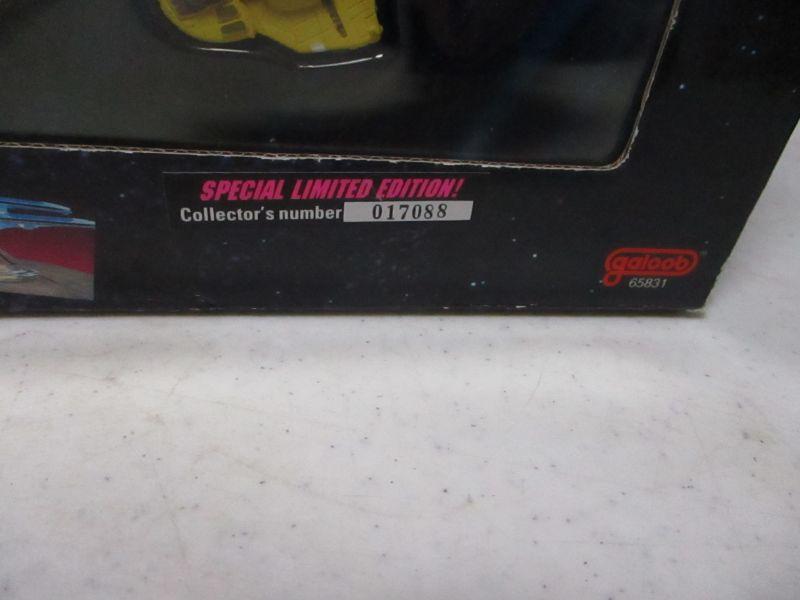 SPECIAL LIMITED EDITION!
Collector's number 017088
galoob
65831